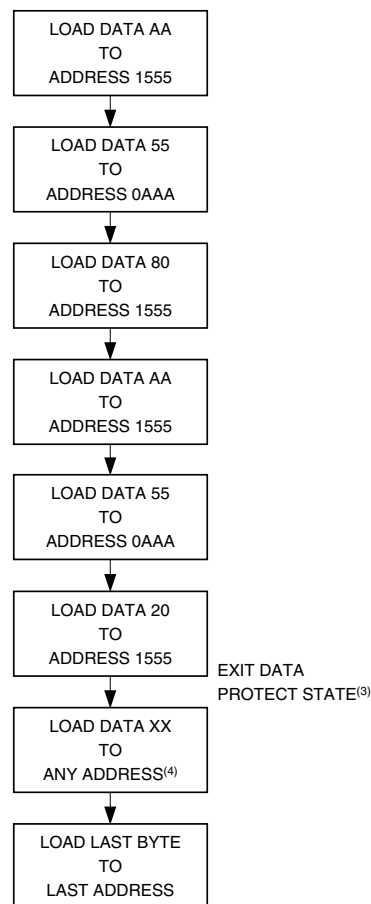 LOAD DATA AA
TO
ADDRESS 1555
LOAD DATA 55
TO
ADDRESS 0AAA
LOAD DATA 80
TO
ADDRESS 1555
LOAD DATA AA
TO
ADDRESS 1555
LOAD DATA 55
TO
ADDRESS 0AAA
LOAD DATA 20
TO
ADDRESS 1555
EXIT DATA
PROTECT STATE(3)
LOAD DATA XX
TO
ANY ADDRESS(4)
LOAD LAST BYTE
TO
LAST ADDRESS